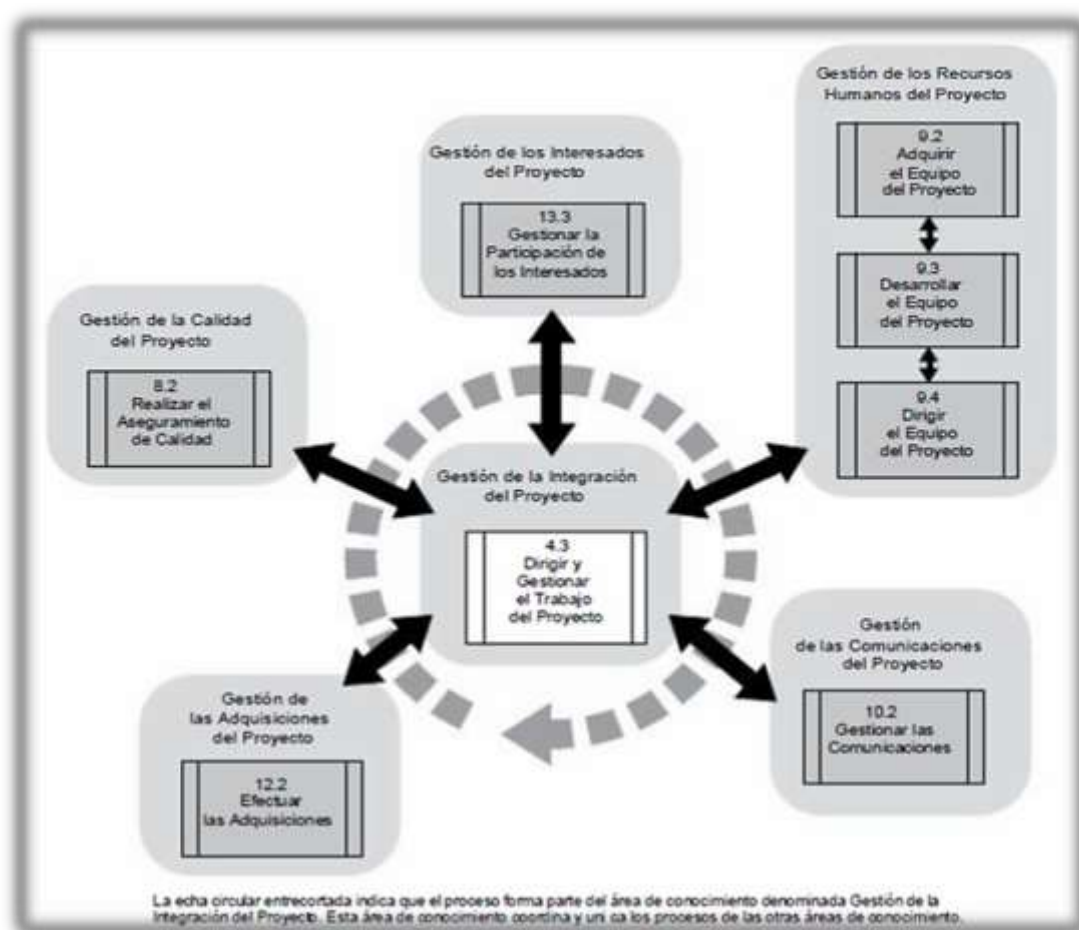 Gestión de los Recursos
Humanos del Proyecto
9.2
Adquirir
el Equipo
del Proyecto
9.3
Desarrollar
el Equipo
del Proyecto
9.4
Dirigir
el Equipo
del Proyecto
Gestión de los Interesados
del Proyecto
13.3
Gestionar la
Participación de
los Interesados
Gestión de la Calidad
del Proyecto
8.2
Realizar el
Aseguramiento
de Calidad
Gestión de la Integración
del Proyecto
4.3
Dirigir y
Gestionar
el Trabajo
del Proyecto
Gestión
de las Comunicaciones
del Proyecto
10.2
Gestionar las
Comunicaciones
Gestión de
las Adquisiciones
del Proyecto
12.2
Efectuar
las Adquisiciones
La echa circular entrecortada indica que el proceso forma parte del área de conocimiento denominada Gestión de la
Integración del Proyecto. Esta área de conocimiento coordina y uni ca los procesos de las otras áreas de conocimiento.